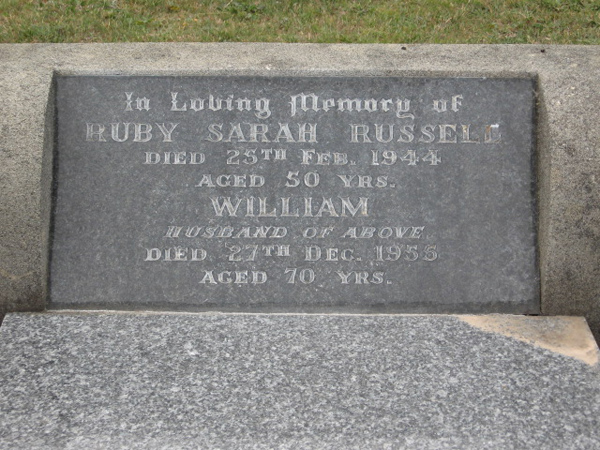 In Loving Memory of
RUBY SARAH RUSSELL
DIED 25TH FEB. 1944
AGED 50 YRS.
WILLIAM
HUSBAND OF ABOVE
DIED 27TH DEC. 1955
AGED 70 YRS.